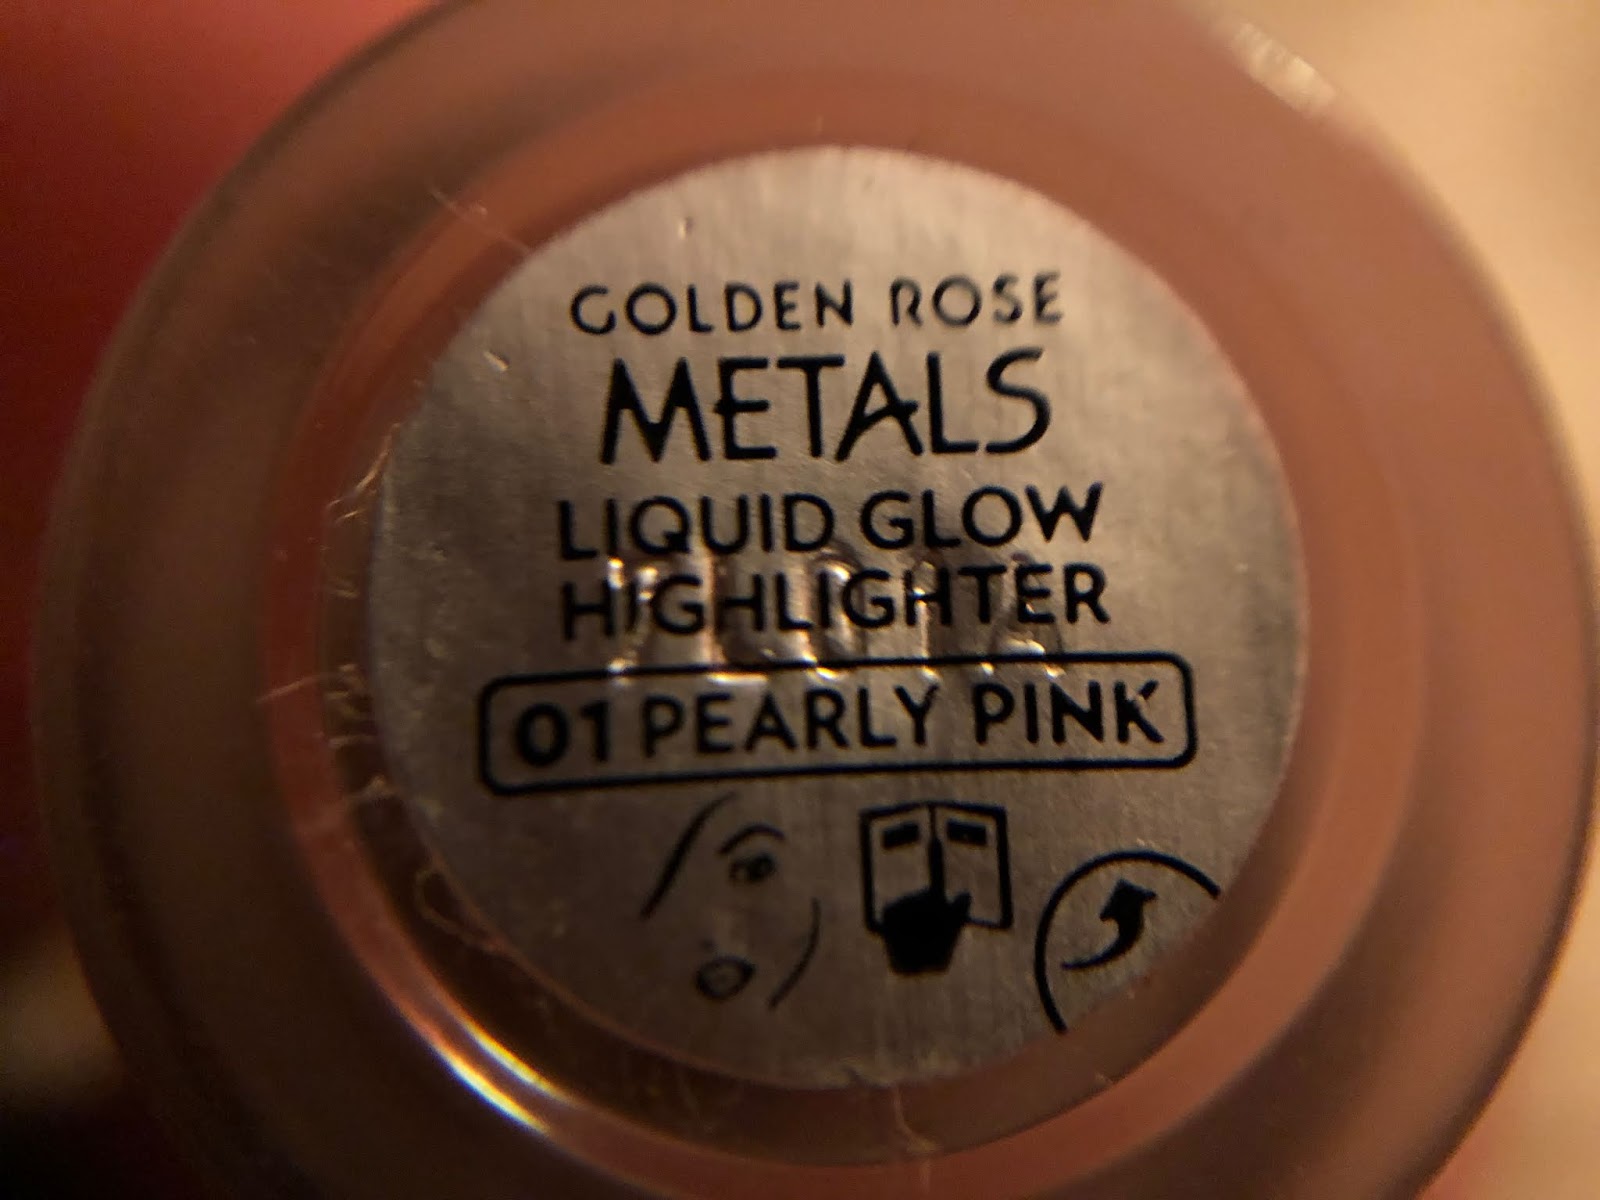 GOLDEN ROSE
METALS
LIQUID GLOW
HIGHLIGHTER
01 PEARLY PINK